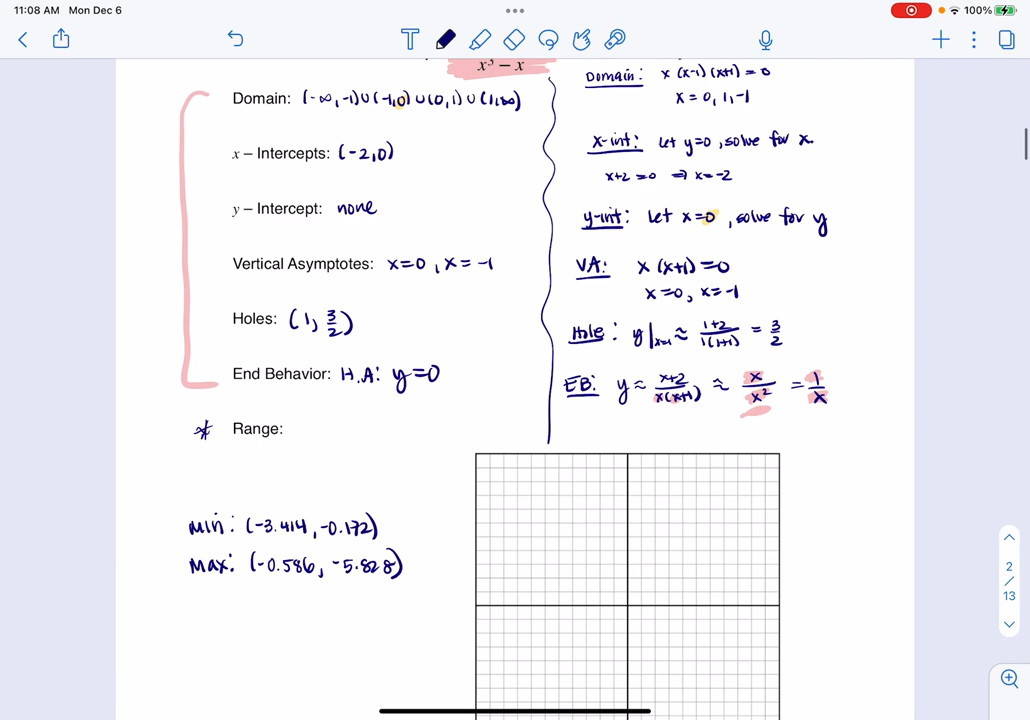 11:08 AM Mon Dec 6
100%
x³ − x
Domain: (-∞, -1) ∪ (-1, 0) ∪ (0, 1) ∪ (1, ∞)
x – Intercepts: (-2, 0)
y – Intercept: none
Vertical Asymptotes: x=0, x=-1
Holes: (1, 3/2)
End Behavior: H.A: y=0
* Range:
min: (-3.414, -0.172)
max: (-0.586, -5.828)
Domain: x(x-1)(x+1)=0
x=0, 1, -1
x-int: let y=0, solve for x.
x+2=0 ⇒ x=-2
y-int: let x=0, solve for y
VA: x(x+1)=0
x=0, x=-1
Hole: y|x=1 ≈ 1+2/1(1+1) = 3/2
EB: y ≈ x+2/x(x+1) ≈ x/x² = 1/x
2
/
13